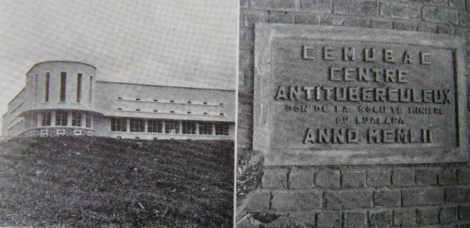 CEMUBAC
CENTRE
ANTITUBERCULEUX
DON DE LA SOCIETE MINIERE
DU LUALABA
ANNO MCMLII